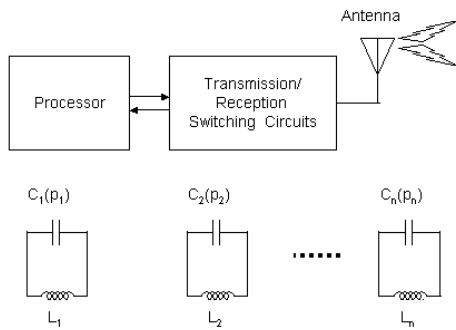 Antenna
Processor
Transmission/
Reception
Switching Circuits
C₁(p₁)
C₂(p₂)
Cₙ(pₙ)
L₁
L₂
Lₙ